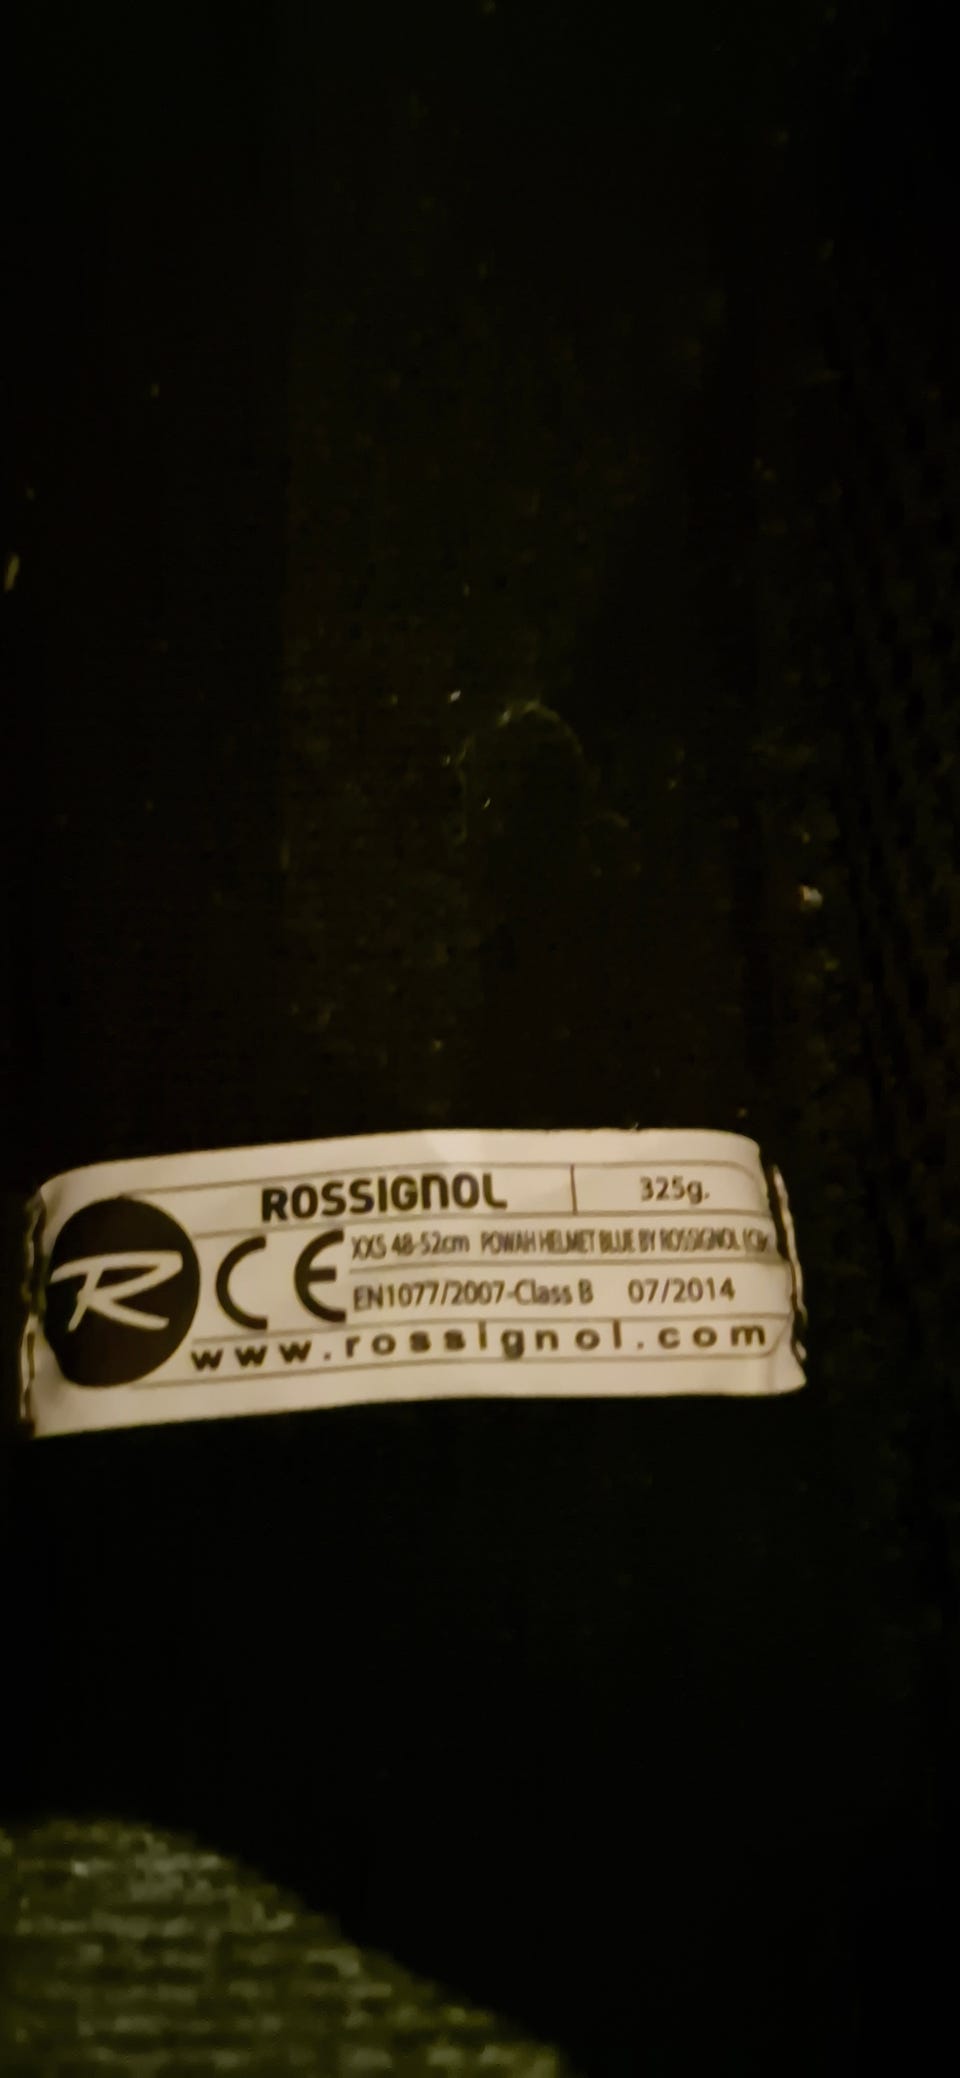 ROSSIGNOL 325g.
R CE XXS 48-52cm POWAH HELMET BLUE BY ROSSIGNOL
EN1077/2007-Class B 07/2014
www.rossignol.com